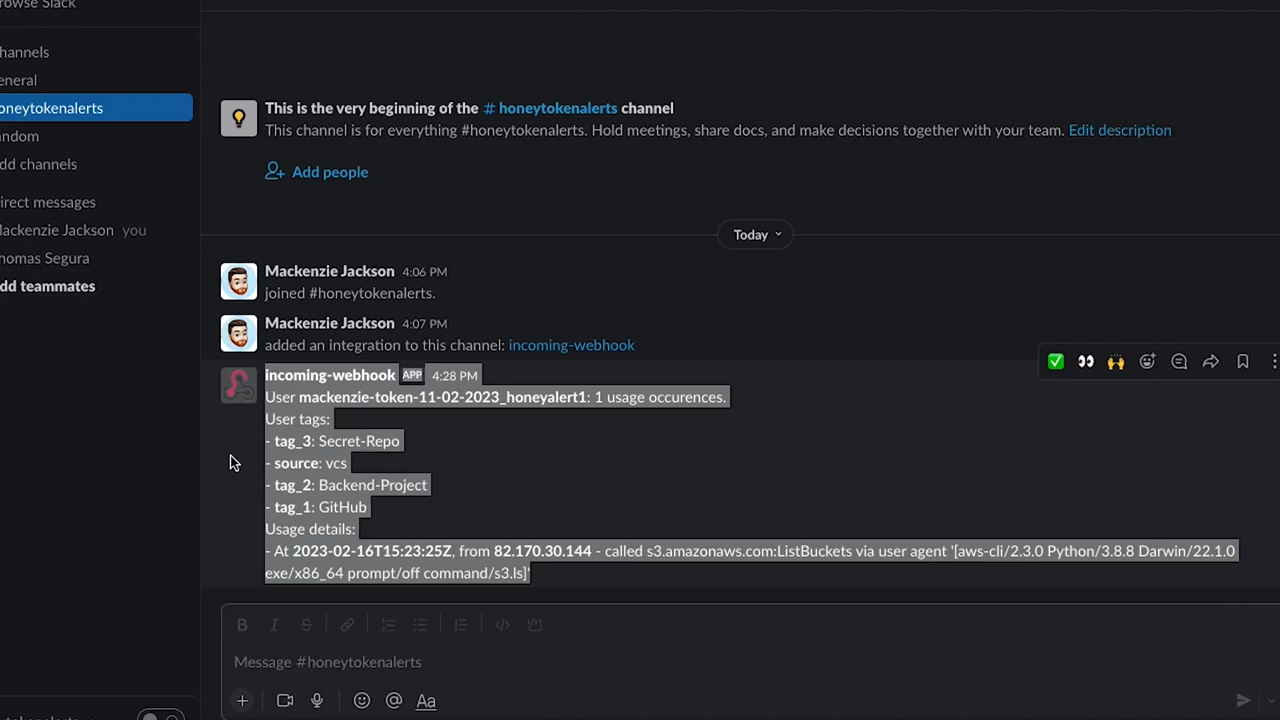 rowse Slack
hannels
eneral
oneytokenalerts
ndom
dd channels
irect messages
Mackenzie Jackson you
homas Segura
dd teammates
This is the very beginning of the # honeytokenalerts channel
This channel is for everything #honeytokenalerts. Hold meetings, share docs, and make decisions together with your team. Edit description
Add people
Today
Mackenzie Jackson 4:06 PM
joined #honeytokenalerts.
Mackenzie Jackson 4:07 PM
added an integration to this channel: incoming-webhook
incoming-webhook APP 4:28 PM
User mackenzie-token-11-02-2023_honeyalert1: 1 usage occurences.
User tags:
- tag_3: Secret-Repo
- source: vcs
- tag_2: Backend-Project
- tag_1: GitHub
Usage details:
- At 2023-02-16T15:23:25Z, from 82.170.30.144 - called s3.amazonaws.com:ListBuckets via user agent '[aws-cli/2.3.0 Python/3.8.8 Darwin/22.1.0
exe/x86_64 prompt/off command/s3.ls]'
B I S
Message #honeytokenalerts
Aa